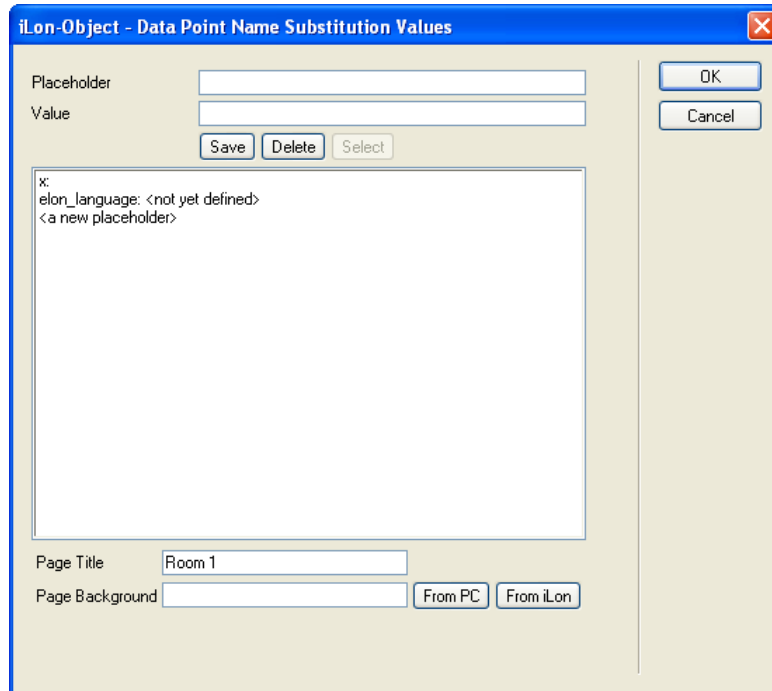 iLon-Object - Data Point Name Substitution Values
Placeholder
OK
Value
Cancel
Save Delete Select
x:
elon_language: <not yet defined>
<a new placeholder>
Page Title Room 1
Page Background From PC From iLon